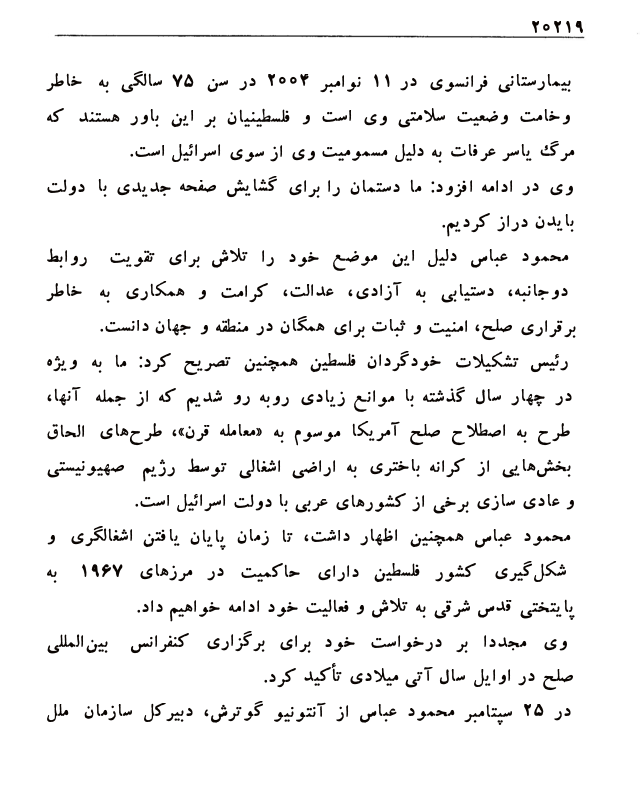 ۲۰۲۱۹
بیمارستانی فرانسوی در ۱۱ نوامبر ۲۰۰۴ در سن ۷۵ سالگی به خاطر
وخامت وضعیت سلامتی وی است و فلسطینیان بر این باور هستند که
مرگ یاسر عرفات به دلیل مسمومیت وی از سوی اسرائیل است.
وی در ادامه افزود: ما دستمان را برای گشایش صفحه جدیدی با دولت
بایدن دراز کردیم.
محمود عباس دلیل این موضع خود را تلاش برای تقویت روابط
دوجانبه، دستیابی به آزادی، عدالت، کرامت و همکاری به خاطر
برقراری صلح، امنیت و ثبات برای همگان در منطقه و جهان دانست.
رئیس تشکیلات خودگردان فلسطین همچنین تصریح کرد: ما به ویژه
در چهار سال گذشته با موانع زیادی روبه رو شدیم که از جمله آنها،
طرح به اصطلاح صلح آمریکا موسوم به «معامله قرن»، طرح‌های الحاق
بخش‌هایی از کرانه باختری به اراضی اشغالی توسط رژیم صهیونیستی
و عادی سازی برخی از کشورهای عربی با دولت اسرائیل است.
محمود عباس همچنین اظهار داشت، تا زمان پایان یافتن اشغالگری و
شکل‌گیری کشور فلسطین دارای حاکمیت در مرزهای ۱۹۶۷ به
پایتختی قدس شرقی به تلاش و فعالیت خود ادامه خواهیم داد.
وی مجددا بر درخواست خود برای برگزاری کنفرانس بین‌المللی
صلح در اوایل سال آتی میلادی تأکید کرد.
در ۲۵ سپتامبر محمود عباس از آنتونیو گوترش، دبیرکل سازمان ملل